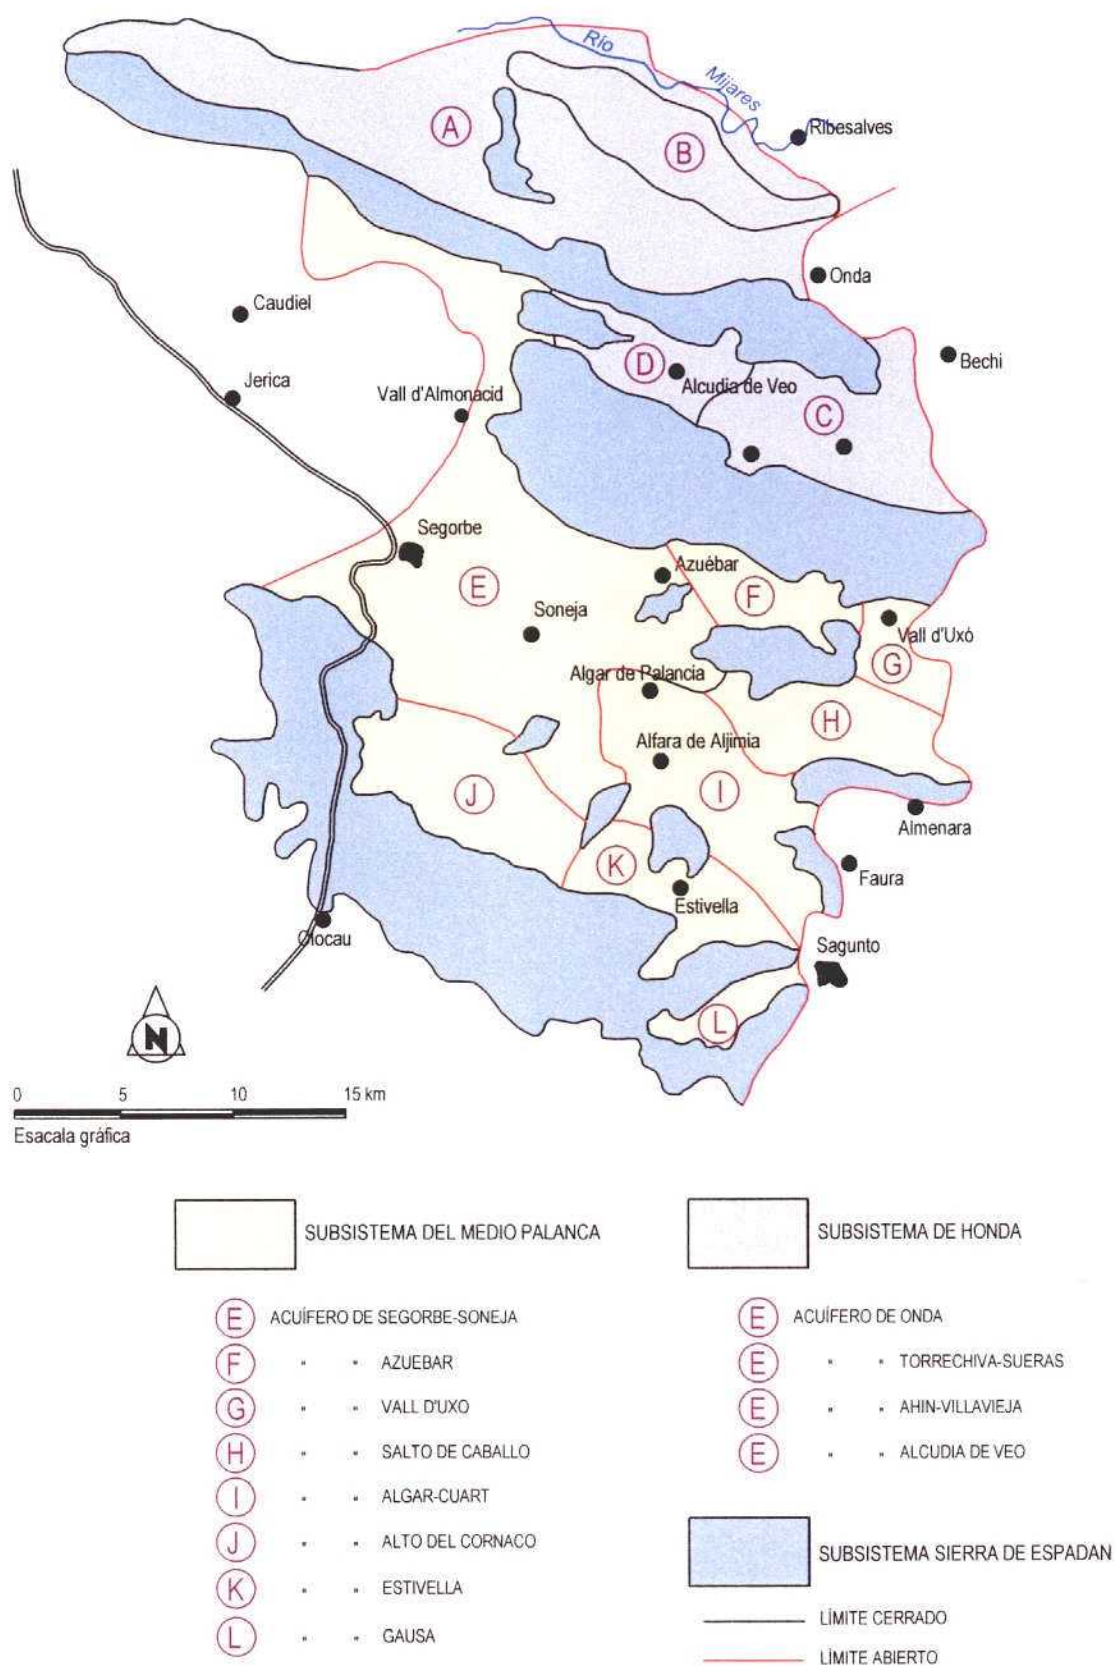 Río
Mijares
Ribesalves
A
B
Onda
Caudiel
Bechi
D
Jerica
Alcudia de Veo
Vall d'Almonacid
C
Segorbe
Azuébar
E
F
Soneja
Vall d'Uxó
G
Algar de Palancia
H
Alfara de Aljimia
J
I
Almenara
K
Faura
Estivella
Olocau
Sagunto
L
N
0 5 10 15 km
Esacala gráfica
SUBSISTEMA DEL MEDIO PALANCA
E ACUÍFERO DE SEGORBE-SONEJA
F " " AZUEBAR
G " " VALL D'UXO
H " " SALTO DE CABALLO
I " " ALGAR-CUART
J " " ALTO DEL CORNACO
K " " ESTIVELLA
L " " GAUSA
SUBSISTEMA DE HONDA
E ACUÍFERO DE ONDA
E " " TORRECHIVA-SUERAS
E " " AHIN-VILLAVIEJA
E " " ALCUDIA DE VEO
SUBSISTEMA SIERRA DE ESPADAN
LÍMITE CERRADO
LÍMITE ABIERTO